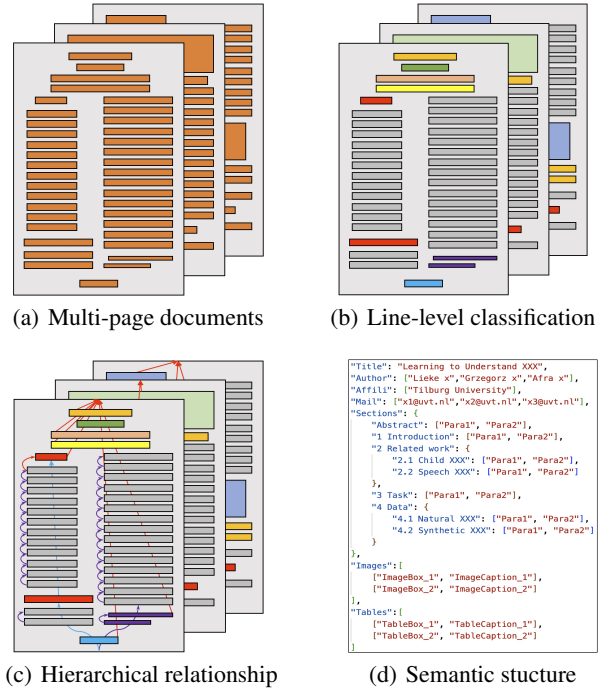 (a) Multi-page documents
(b) Line-level classification
"Title": "Learning to Understand XXX",
"Author": ["Lieke x","Grzegorz x","Afra x"],
"Affili": ["Tilburg University"],
"Mail": ["x1@uvt.nl","x2@uvt.nl","x3@uvt.nl"],
"Sections": {
"Abstract": ["Para1", "Para2"],
"1 Introduction": ["Para1", "Para2"],
"2 Related work": {
"2.1 Child XXX": ["Para1", "Para2"],
"2.2 Speech XXX": ["Para1", "Para2"]
},
"3 Task": ["Para1", "Para2"],
"4 Data": {
"4.1 Natural XXX": ["Para1", "Para2"],
"4.2 Synthetic XXX": ["Para1", "Para2"]
}
},
"Images":[
["ImageBox_1", "ImageCaption_1"],
["ImageBox_2", "ImageCaption_2"]
],
"Tables":[
["TableBox_1", "TableCaption_1"],
["TableBox_2", "TableCaption_2"]
]
(c) Hierarchical relationship
(d) Semantic stucture